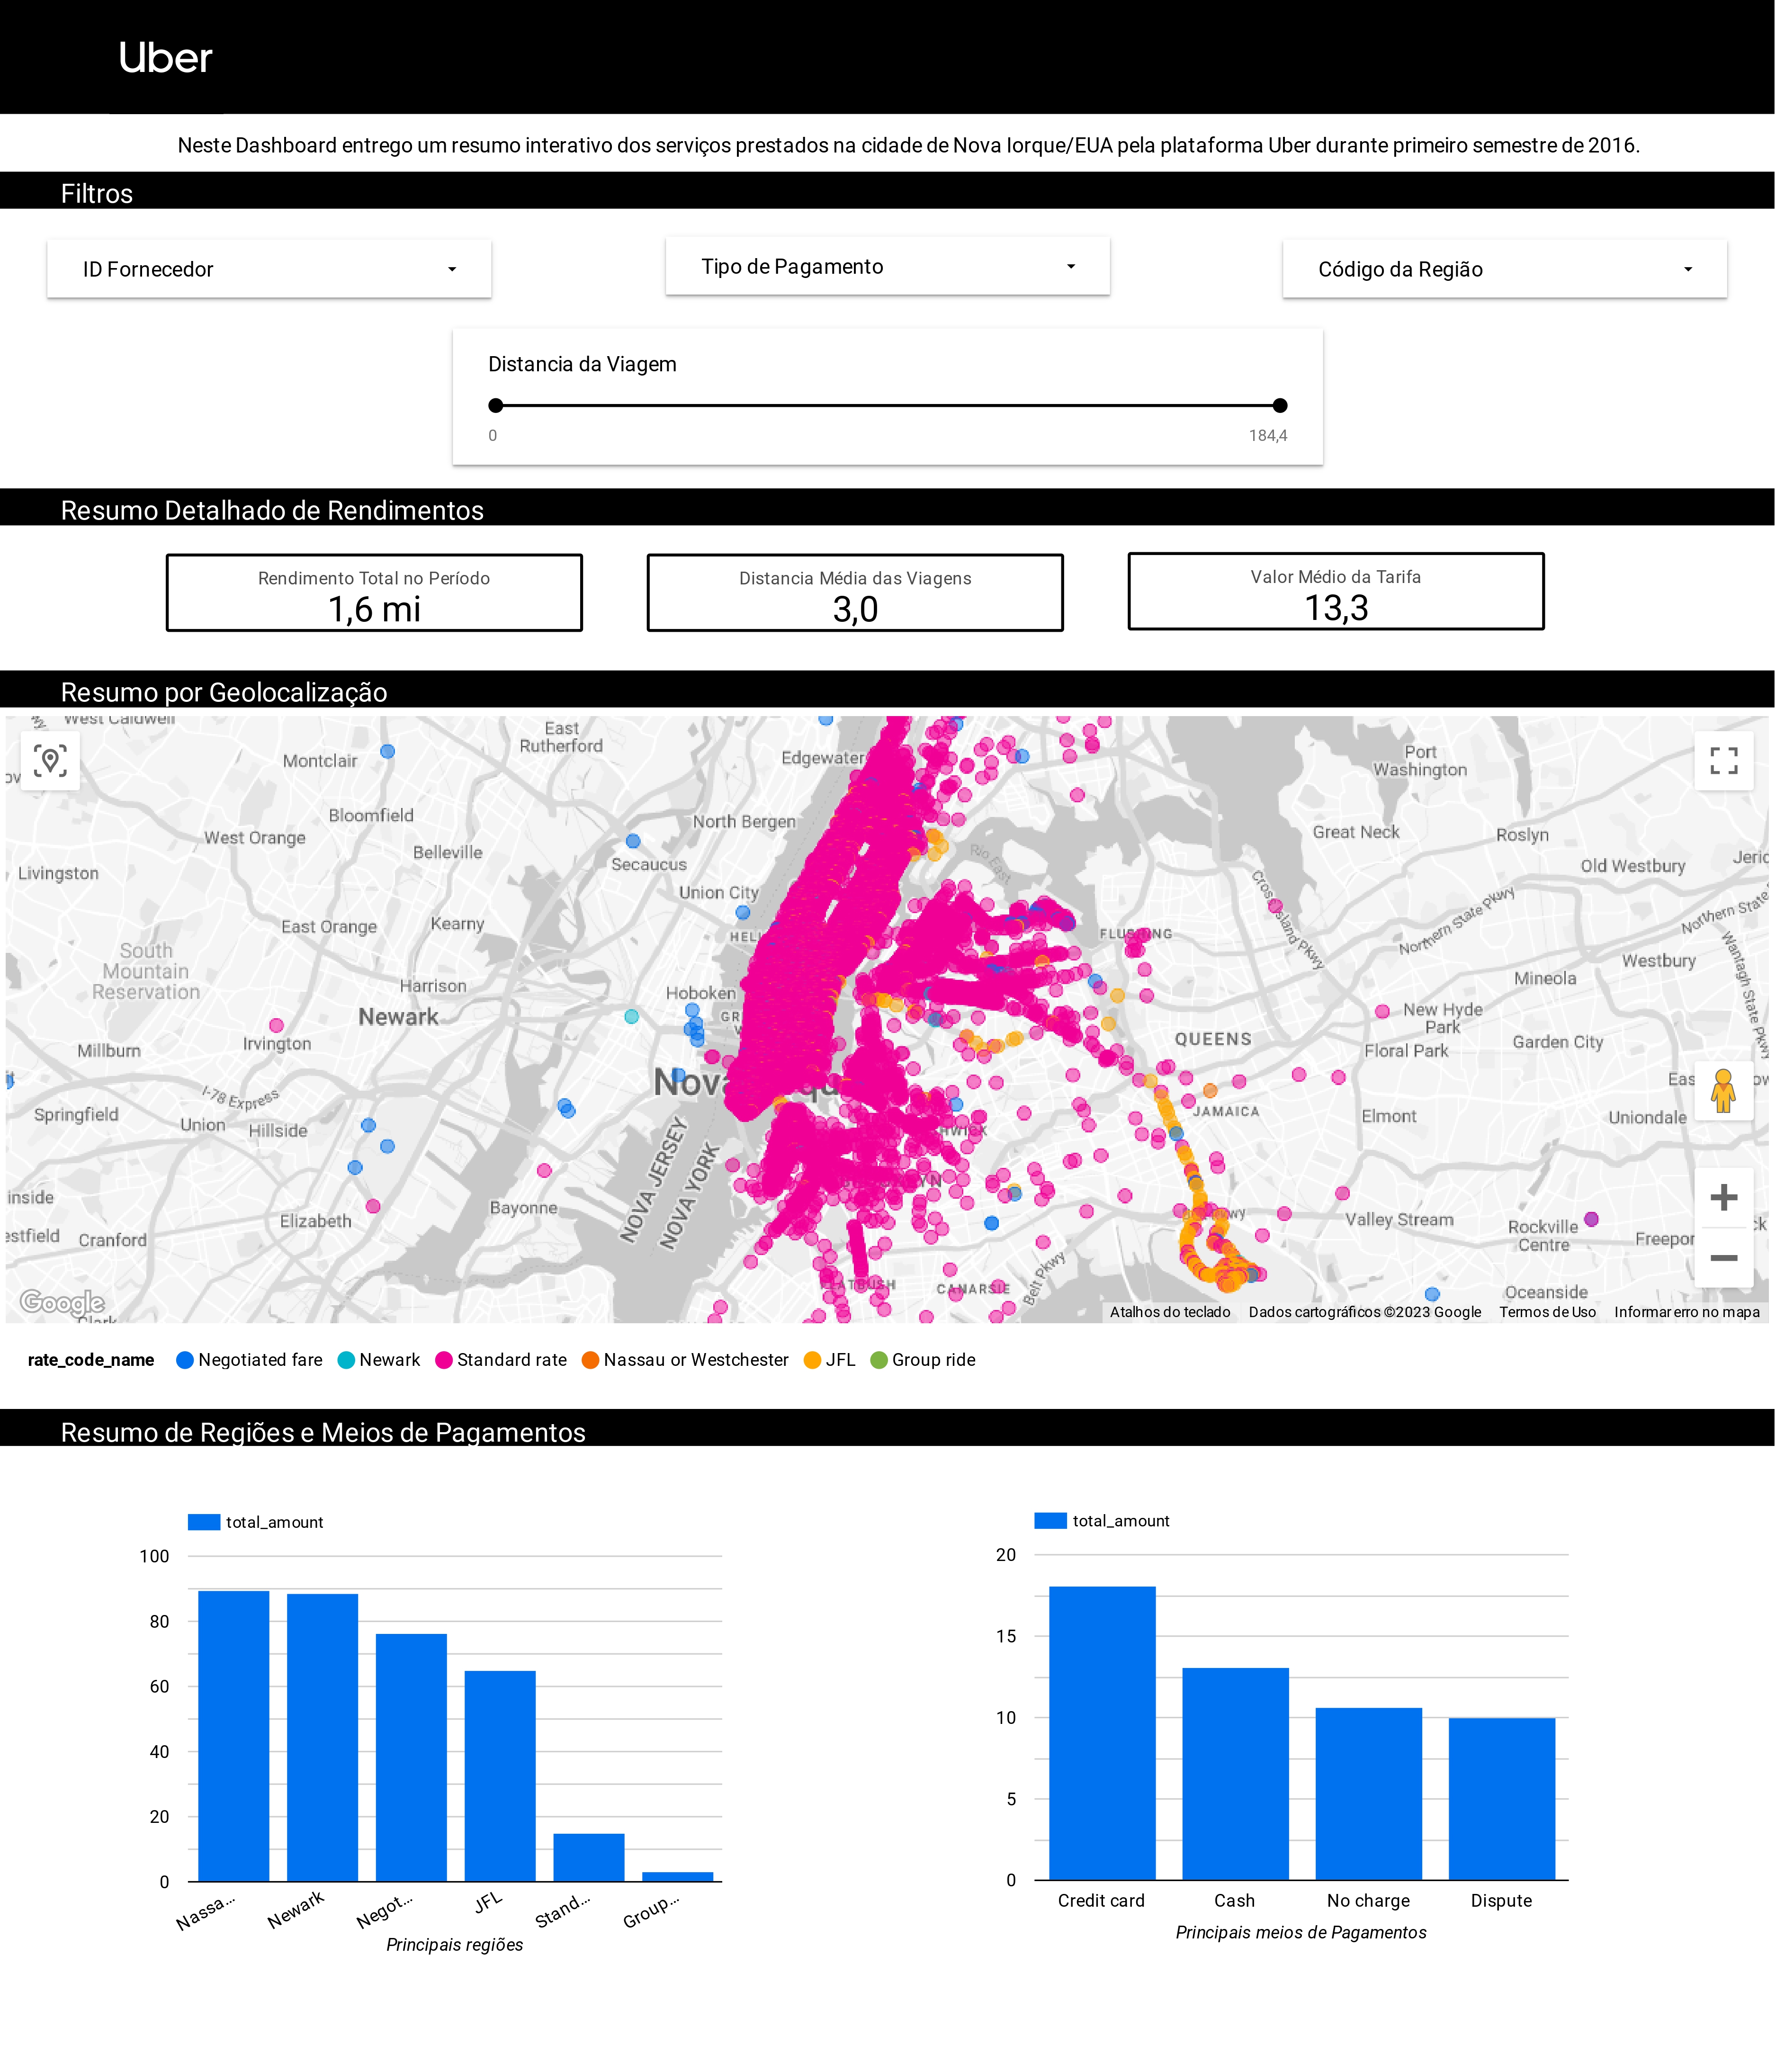 Uber
Neste Dashboard entrego um resumo interativo dos serviços prestados na cidade de Nova Iorque/EUA pela plataforma Uber durante primeiro semestre de 2016.
Filtros
ID Fornecedor
Tipo de Pagamento
Código da Região
Distancia da Viagem
0
184,4
Resumo Detalhado de Rendimentos
Rendimento Total no Período
1,6 mi
Distancia Média das Viagens
3,0
Valor Médio da Tarifa
13,3
Resumo por Geolocalização
West Caldwell
East
Rutherford
Montclair
Edgewater
Port
Washington
Bloomfield
North Bergen
West Orange
Great Neck
Roslyn
Belleville
Secaucus
Livingston
Old Westbury
Rio East
Union City
Cross Island Pkwy
Northern State Pkwy
Northern State
East Orange
Kearny
FLUSHING
South
Mountain
Reservation
Westbury
Wantagh State Pkwy
Mineola
Harrison
Hoboken
Newark
New Hyde
Park
Irvington
QUEENS
Garden City
Millburn
Floral Park
I-78 Express
Springfield
JAMAICA
Elmont
Uniondale
Union
Hillside
NOVA JERSEY
NOVA YORK
Bayonne
Elizabeth
Valley Stream
Rockville
Centre
Cranford
Belt Pkwy
CANARSIE
Oceanside
Google
Atalhos do teclado
Dados cartográficos ©2023 Google
Termos de Uso
Informar erro no mapa
rate_code_name
Negotiated fare
Newark
Standard rate
Nassau or Westchester
JFL
Group ride
Resumo de Regiões e Meios de Pagamentos
total_amount
100
80
60
40
20
0
Nassa...
Newark
Negot...
JFL
Stand...
Group...
Principais regiões
total_amount
20
15
10
5
0
Credit card
Cash
No charge
Dispute
Principais meios de Pagamentos